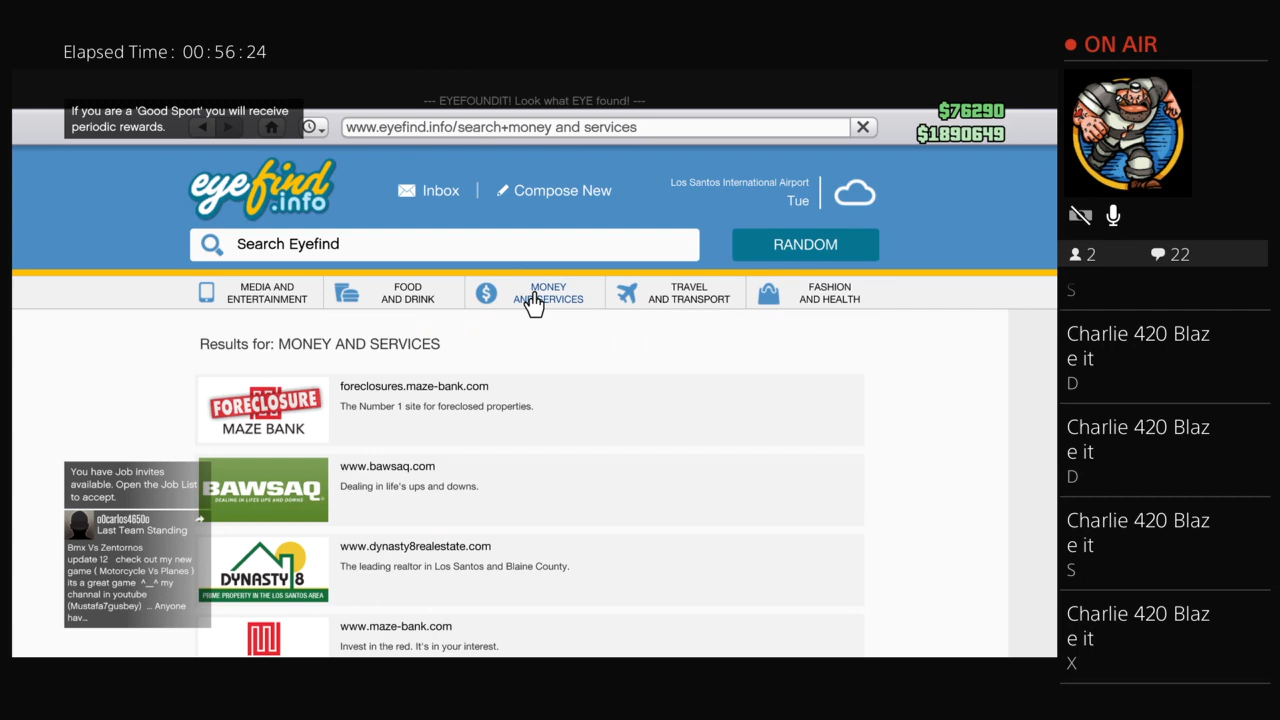 Elapsed Time: 00:56:24
ON AIR
If you are a 'Good Sport' you will receive
periodic rewards.
--- EYEFOUNDIT! Look what EYE found! ---
www.eyefind.info/search+money and services
$76290
$1890649
eyefind
.info
Inbox
Compose New
Los Santos International Airport
Tue
Search Eyefind
RANDOM
MEDIA AND
ENTERTAINMENT
FOOD
AND DRINK
MONEY
AND SERVICES
TRAVEL
AND TRANSPORT
FASHION
AND HEALTH
Results for: MONEY AND SERVICES
FORECLOSURE
MAZE BANK
foreclosures.maze-bank.com
The Number 1 site for foreclosed properties.
BAWSAQ
DEALING IN LIFE'S UPS AND DOWNS
www.bawsaq.com
Dealing in life's ups and downs.
DYNASTY 8
PRIME PROPERTY IN THE LOS SANTOS AREA
www.dynasty8realestate.com
The leading realtor in Los Santos and Blaine County.
www.maze-bank.com
Invest in the red. It's in your interest.
You have Job invites
available. Open the Job List
to accept.
o0carlos4650o
Last Team Standing
Bmx Vs Zentornos
update 12 check out my new
game ( Motorcycle Vs Planes )
its a great game ^__^ my
channal in youtube
(Mustafa7gusbey) ... Anyone
hav...
2
22
S
Charlie 420 Blaz
e it
D
Charlie 420 Blaz
e it
D
Charlie 420 Blaz
e it
S
Charlie 420 Blaz
e it
X